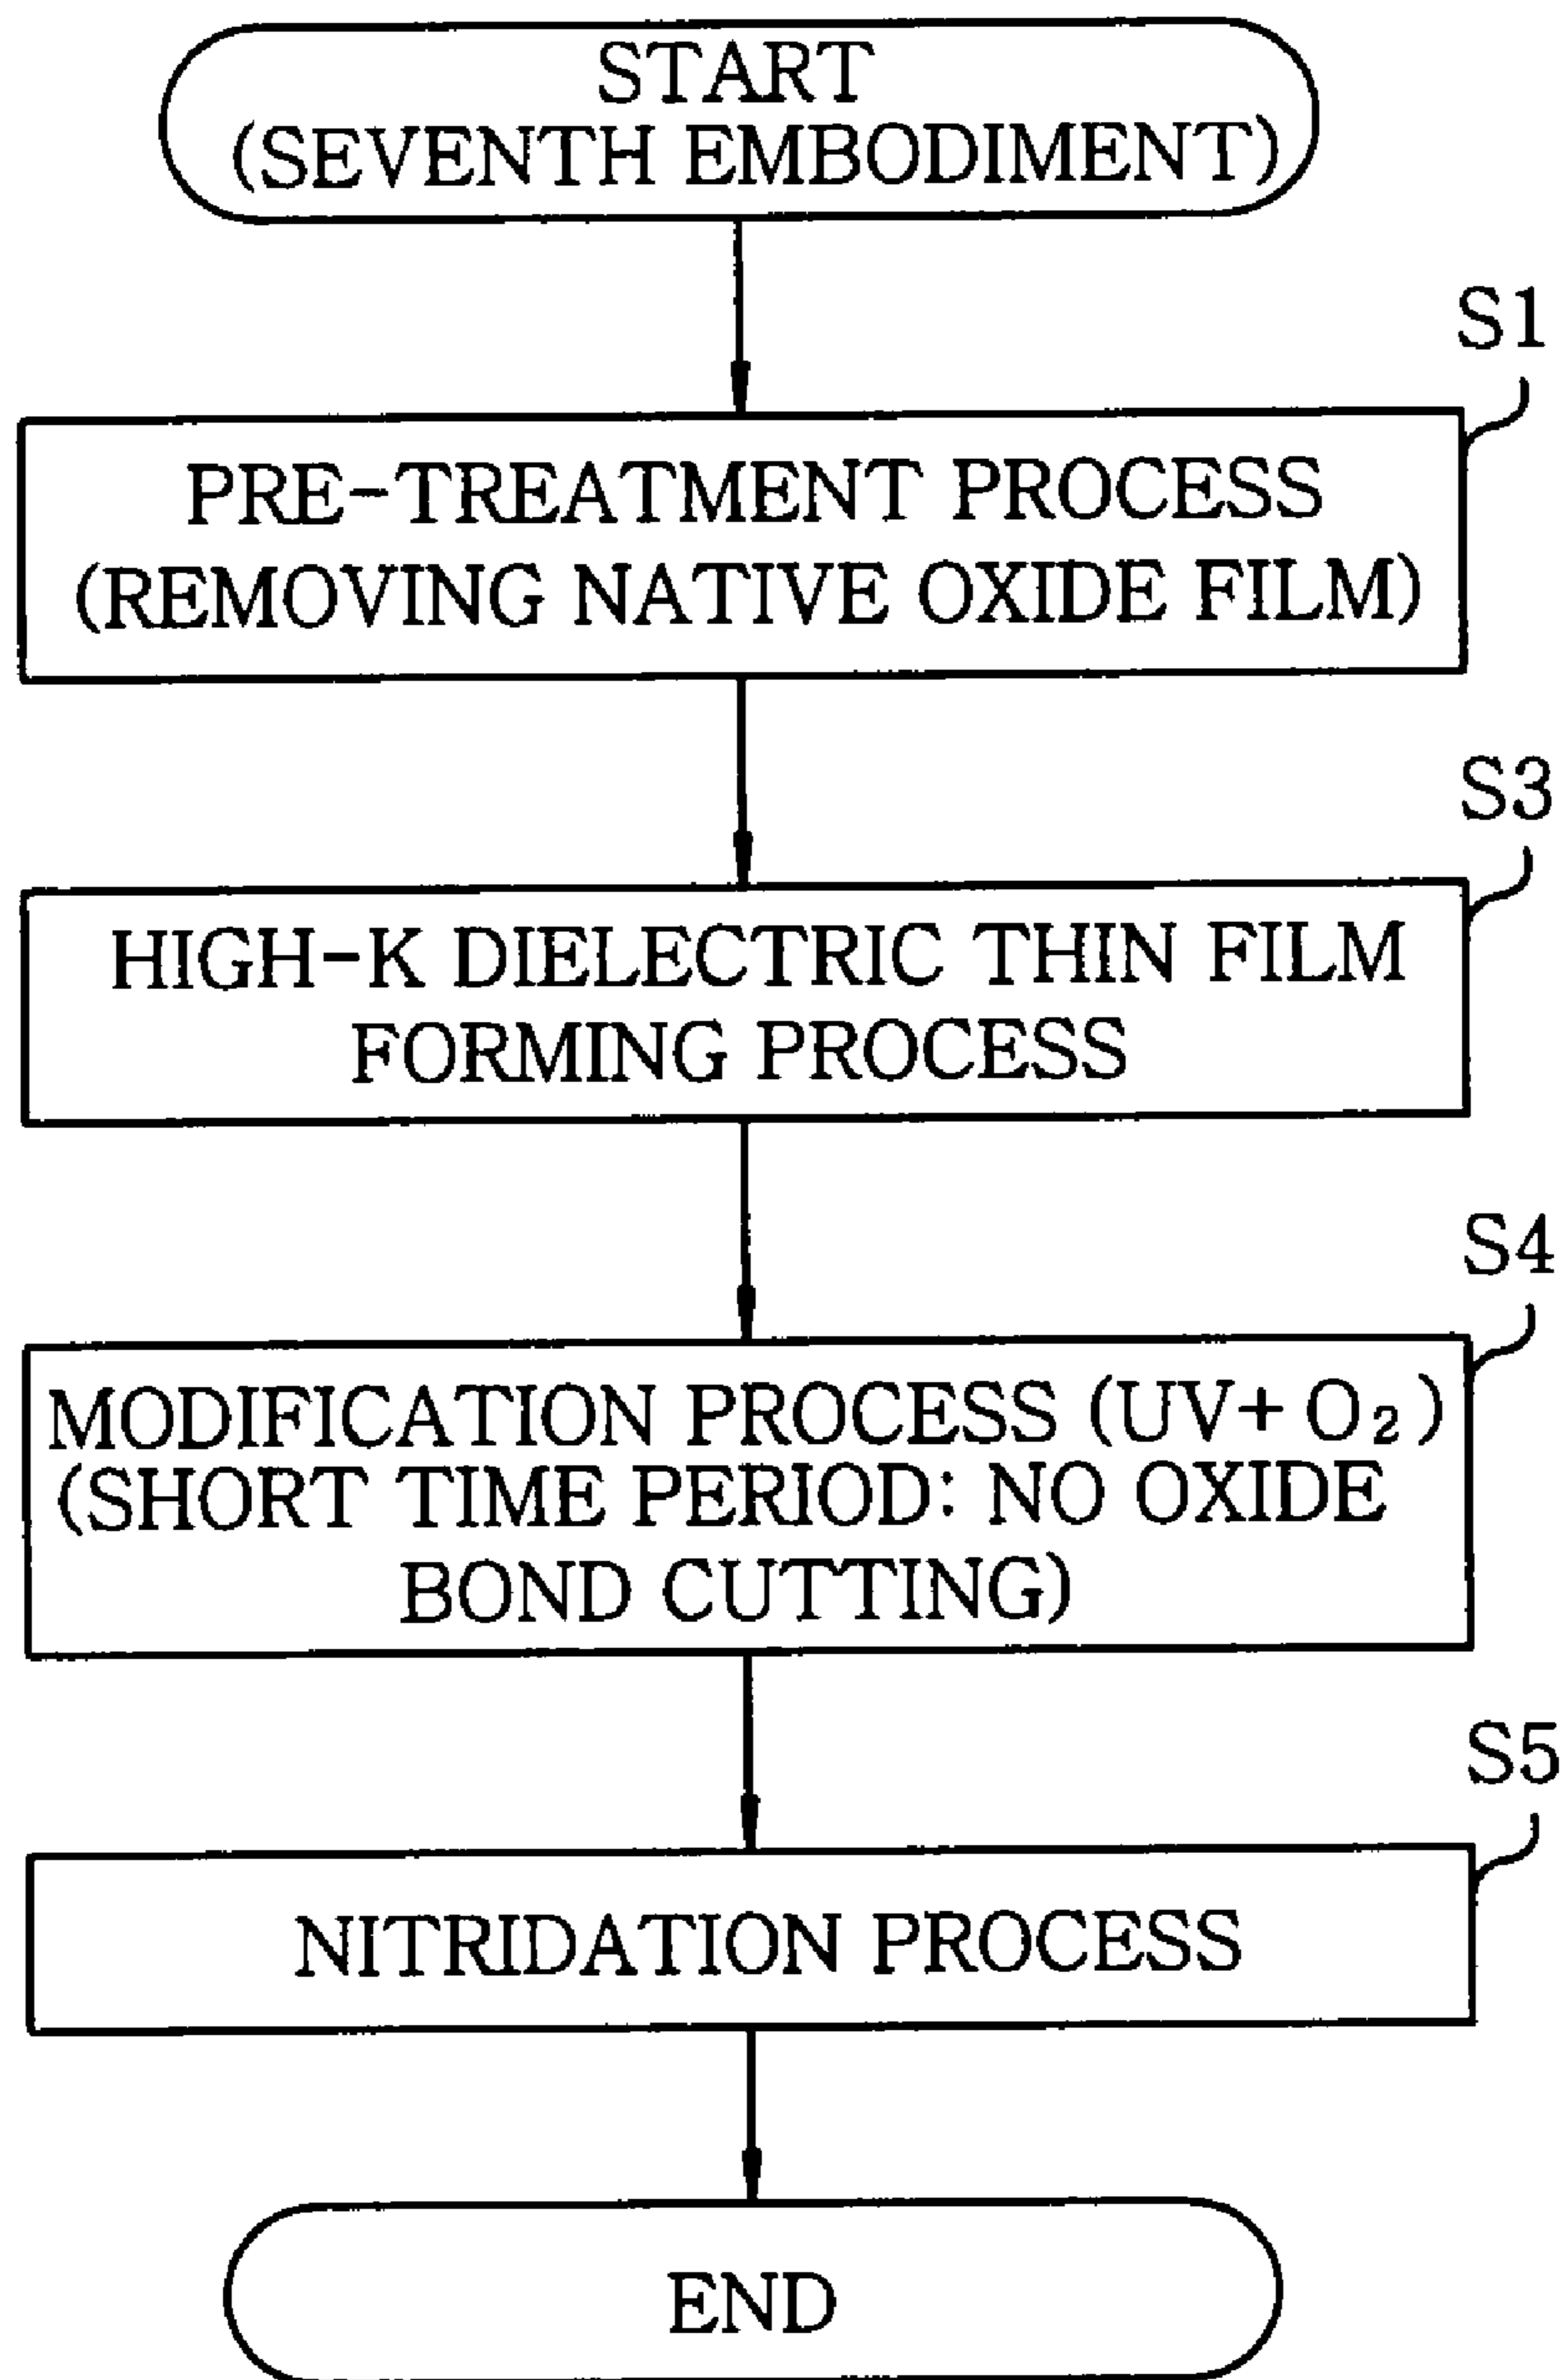 START
(SEVENTH EMBODIMENT)
S1
PRE-TREATMENT PROCESS
(REMOVING NATIVE OXIDE FILM)
S3
HIGH-K DIELECTRIC THIN FILM
FORMING PROCESS
S4
MODIFICATION PROCESS (UV+ O₂)
(SHORT TIME PERIOD: NO OXIDE
BOND CUTTING)
S5
NITRIDATION PROCESS
END